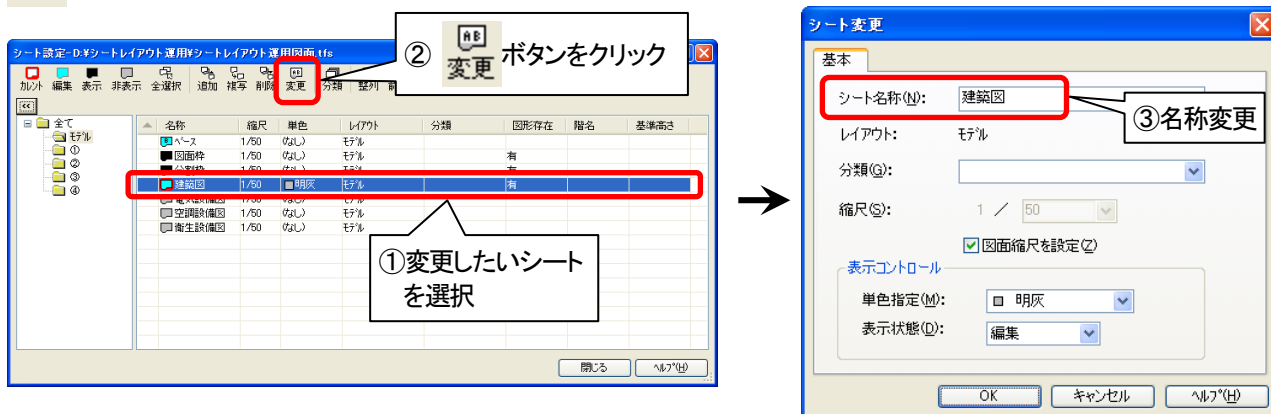 シート設定-D:¥シートレイアウト運用¥シートレイアウト運用図面.tfs
カレント 編集 表示 非表示 全選択 追加 複写 削除 変更 分類 整列
② 変更 ボタンをクリック
全て
モデル
①
②
③
④
名称 縮尺 単色 レイアウト 分類 図形存在 階名 基準高さ
ベース 1/50 (なし) モデル
図面枠 1/50 (なし) モデル 有
建築図 1/50 明灰 モデル 有
空調設備図 1/50 (なし) モデル
衛生設備図 1/50 (なし) モデル
①変更したいシート
を選択
閉じる ヘルプ(H)
シート変更
基本
シート名称(N): 建築図
③名称変更
レイアウト: モデル
分類(G):
縮尺(S): 1 / 50
図面縮尺を設定(Z)
表示コントロール
単色指定(M): 明灰
表示状態(D): 編集
OK キャンセル ヘルプ(H)